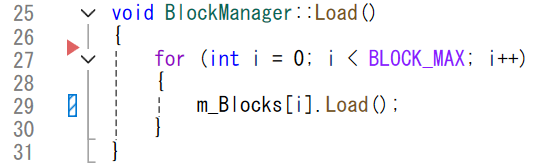 25 void BlockManager::Load()
26 {
27 for (int i = 0; i < BLOCK_MAX; i++)
28 {
29 m_Blocks[i].Load();
30 }
31 }